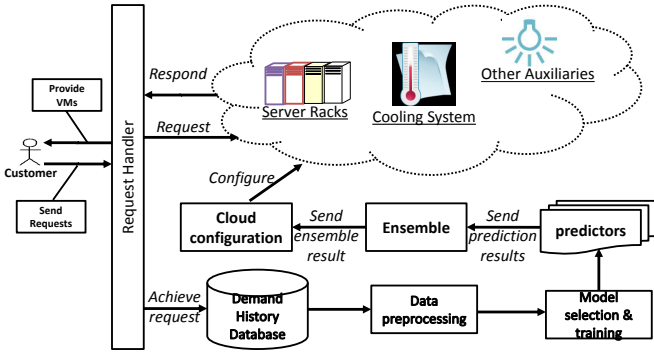 Provide
VMs
Customer
Send
Requests
Request Handler
Respond
Request
Server Racks
Cooling System
Other Auxiliaries
Configure
Cloud
configuration
Send
ensemble
result
Ensemble
Send
prediction
results
predictors
Achieve
request
Demand
History
Database
Data
preprocessing
Model
selection &
training